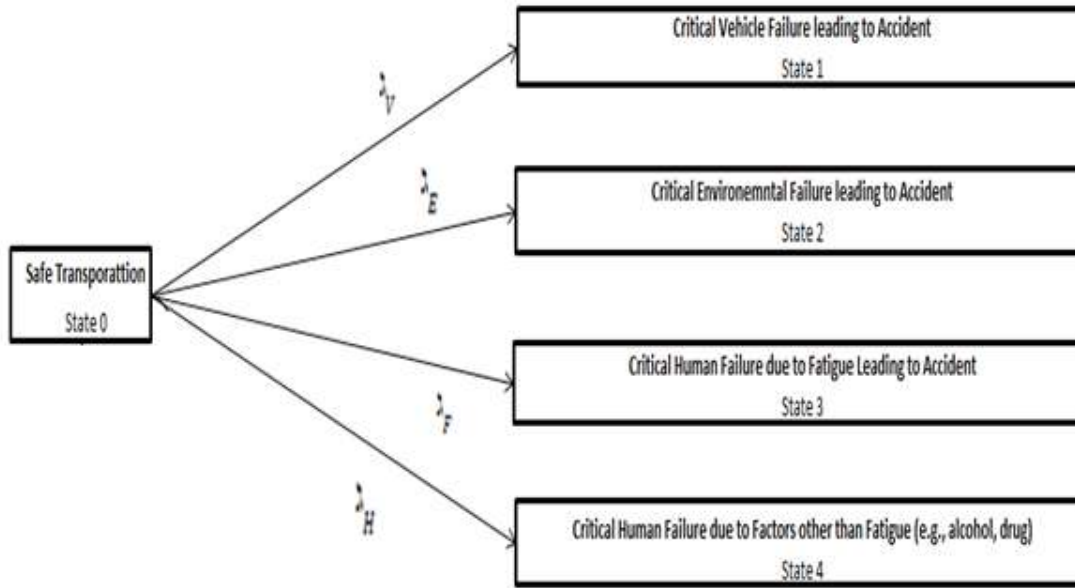 Critical Vehicle Failure leading to Accident
State 1
λV
λE
Critical Environemntal Failure leading to Accident
State 2
Safe Transporattion
State 0
Critical Human Failure due to Fatigue Leading to Accident
State 3
λF
λH
Critical Human Failure due to Factors other than Fatigue (e.g., alcohol, drug)
State 4